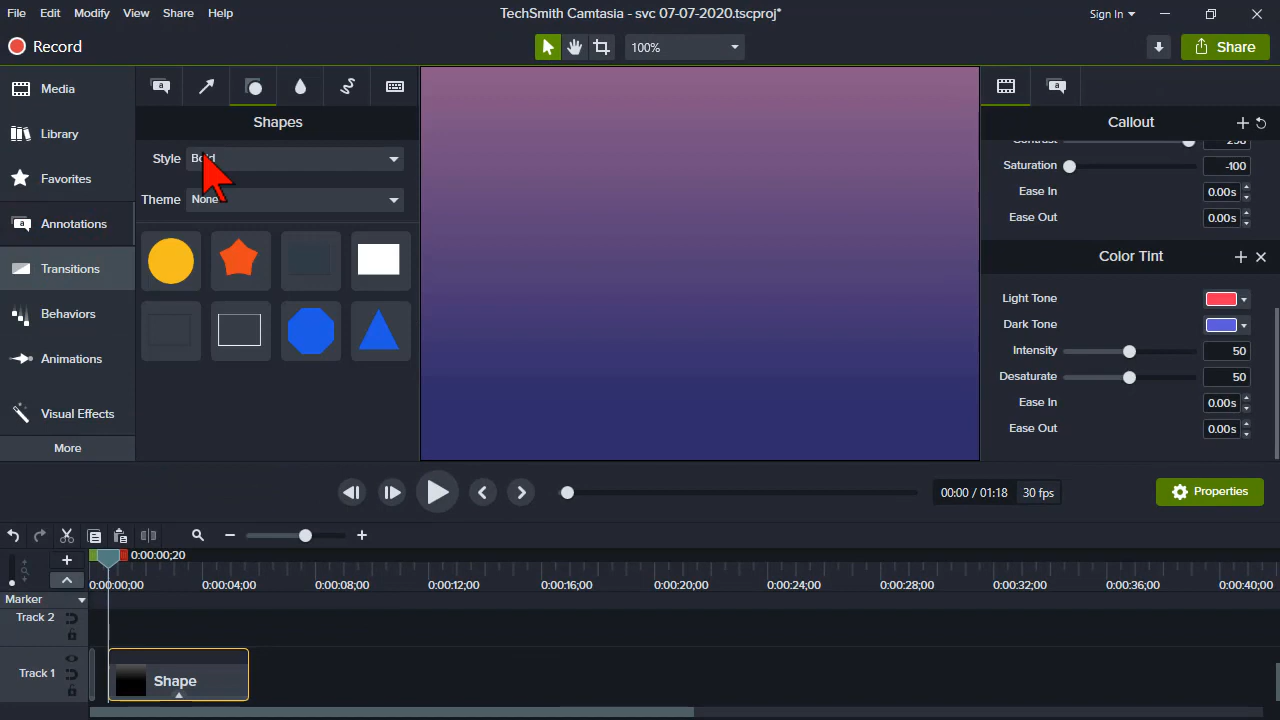 File Edit Modify View Share Help
TechSmith Camtasia - svc 07-07-2020.tscproj*
Sign In
Record
100%
Share
Media
Library
Favorites
Annotations
Transitions
Behaviors
Animations
Visual Effects
More
Shapes
Style Bold
Theme None
Callout
Contrast
Saturation -100
Ease In 0.00s
Ease Out 0.00s
Color TInt
Light Tone
Dark Tone
Intensity 50
Desaturate 50
Ease In 0.00s
Ease Out 0.00s
00:00 / 01:18 30 fps
Properties
0:00:00;20
0:00:00;00 0:00:04;00 0:00:08;00 0:00:12;00 0:00:16;00 0:00:20;00 0:00:24;00 0:00:28;00 0:00:32;00 0:00:36;00 0:00:40;00
Marker
Track 2
Track 1
Shape